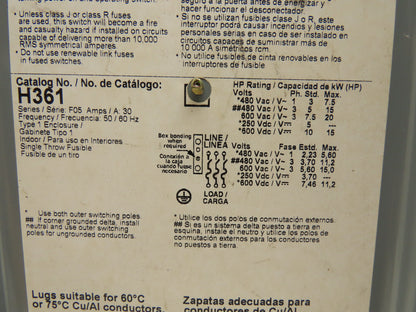 fuses
Unless class J or class R fuses
are used, this switch will become a fire
and casualty hazard if installed on circuits
capable of delivering more than 10,000
RMS symmetrical amperes.
• Do not use renewable link fuses
in fused switches.
seguro de la puerta antes de energizar y
hacer funcionar el desconectador.
• Si no se utilizan fusibles clase J o R, este
interruptor podrá causar incendios y lesiones
personales serias en caso de ser instalado en
circuitos capaces de suministrar más de
10 000 A simétricos rcm.
• No utilice fusibles de cinta renovables en los
interruptores de fusible.
Catalog No. / No. de Catálogo:
H361
Series / Série: F05 Amps / A: 30
Frequency / Frecuencia: 50 / 60 Hz
Type 1 Enclosure /
Gabinete Tipo 1
Indoor / Para uso en Interiores
Single Throw Fusible
Fusible de un tiro
Box bonding
when
required
Conexión a
la caja
cuando fuese
necesario
LINE /
LINEA
LOAD /
CARGA
HP Rating / Capacidad de kW (HP)
Volts Ph. Std. Max.
*480 Vac / V~ 1 3 7.5
##480 Vac / V~ 3 5 15
600 Vac / V~ 3 7.5 20
*250 Vdc / V⎓ 5 ---
*600 Vdc / V⎓ 10 15
Volts Fase Estd. Máx.
*480 Vac / V~ 1 2,23 5,60
##480 Vac / V~ 3 3,70 11,2
600 Vac / V~ 3 5,60 15,0
*250 Vdc / V⎓ 3,70 ---
*600 Vdc / V⎓ 7,46 11,2
* Use both outer switching poles
## If corner grounded delta, install
neutral and use outer switching
poles for ungrounded conductors.
* Utilice los dos polos de conmutación externos.
## Si es un sistema delta puesto a tierra en
esquina, instale el neutro y utilice los polos de
conmutación externos para los conductores no
puestos a tierra.
Lugs suitable for 60°C
or 75°C Cu/Al conductors.
Zapatas adecuadas para
conductores de Cu/Al